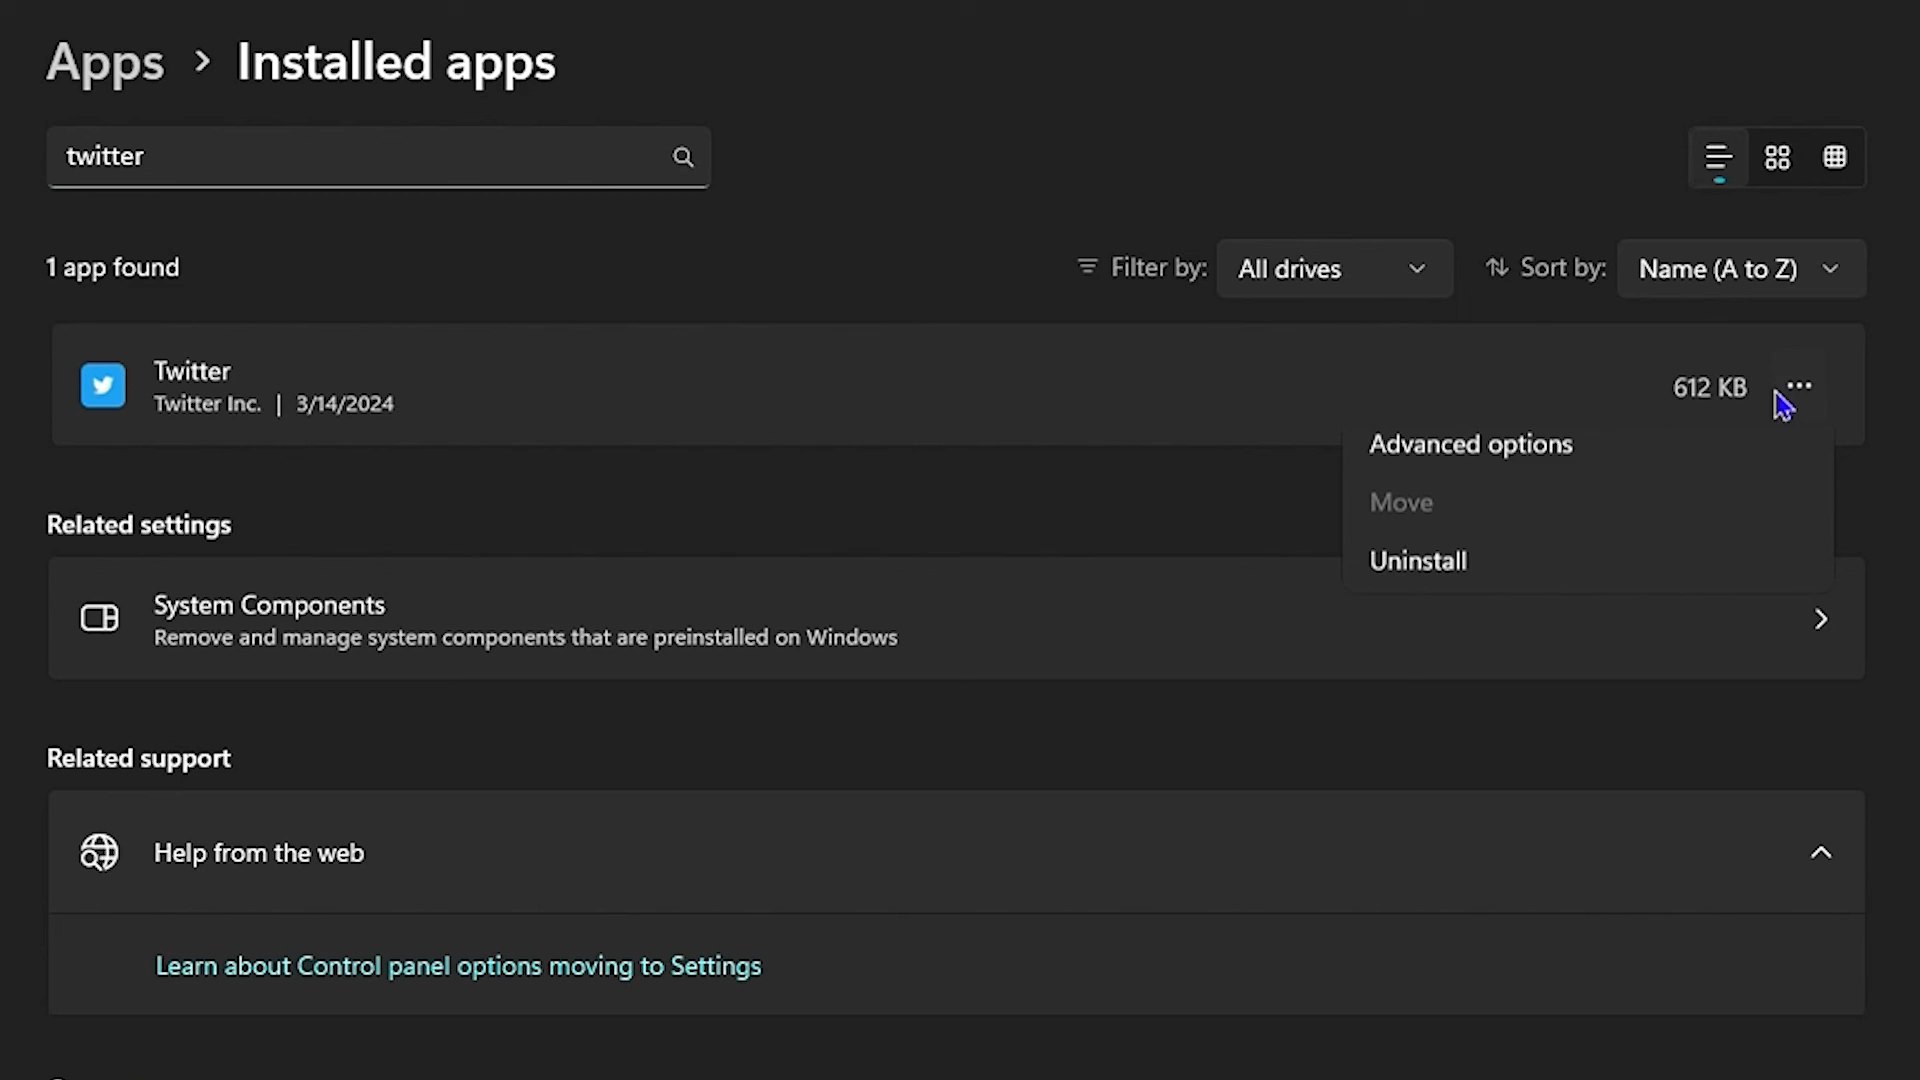 Apps > Installed apps
twitter
1 app found
Filter by:
All drives
Sort by:
Name (A to Z)
Twitter
Twitter Inc. | 3/14/2024
612 KB
Advanced options
Move
Uninstall
Related settings
System Components
Remove and manage system components that are preinstalled on Windows
Related support
Help from the web
Learn about Control panel options moving to Settings